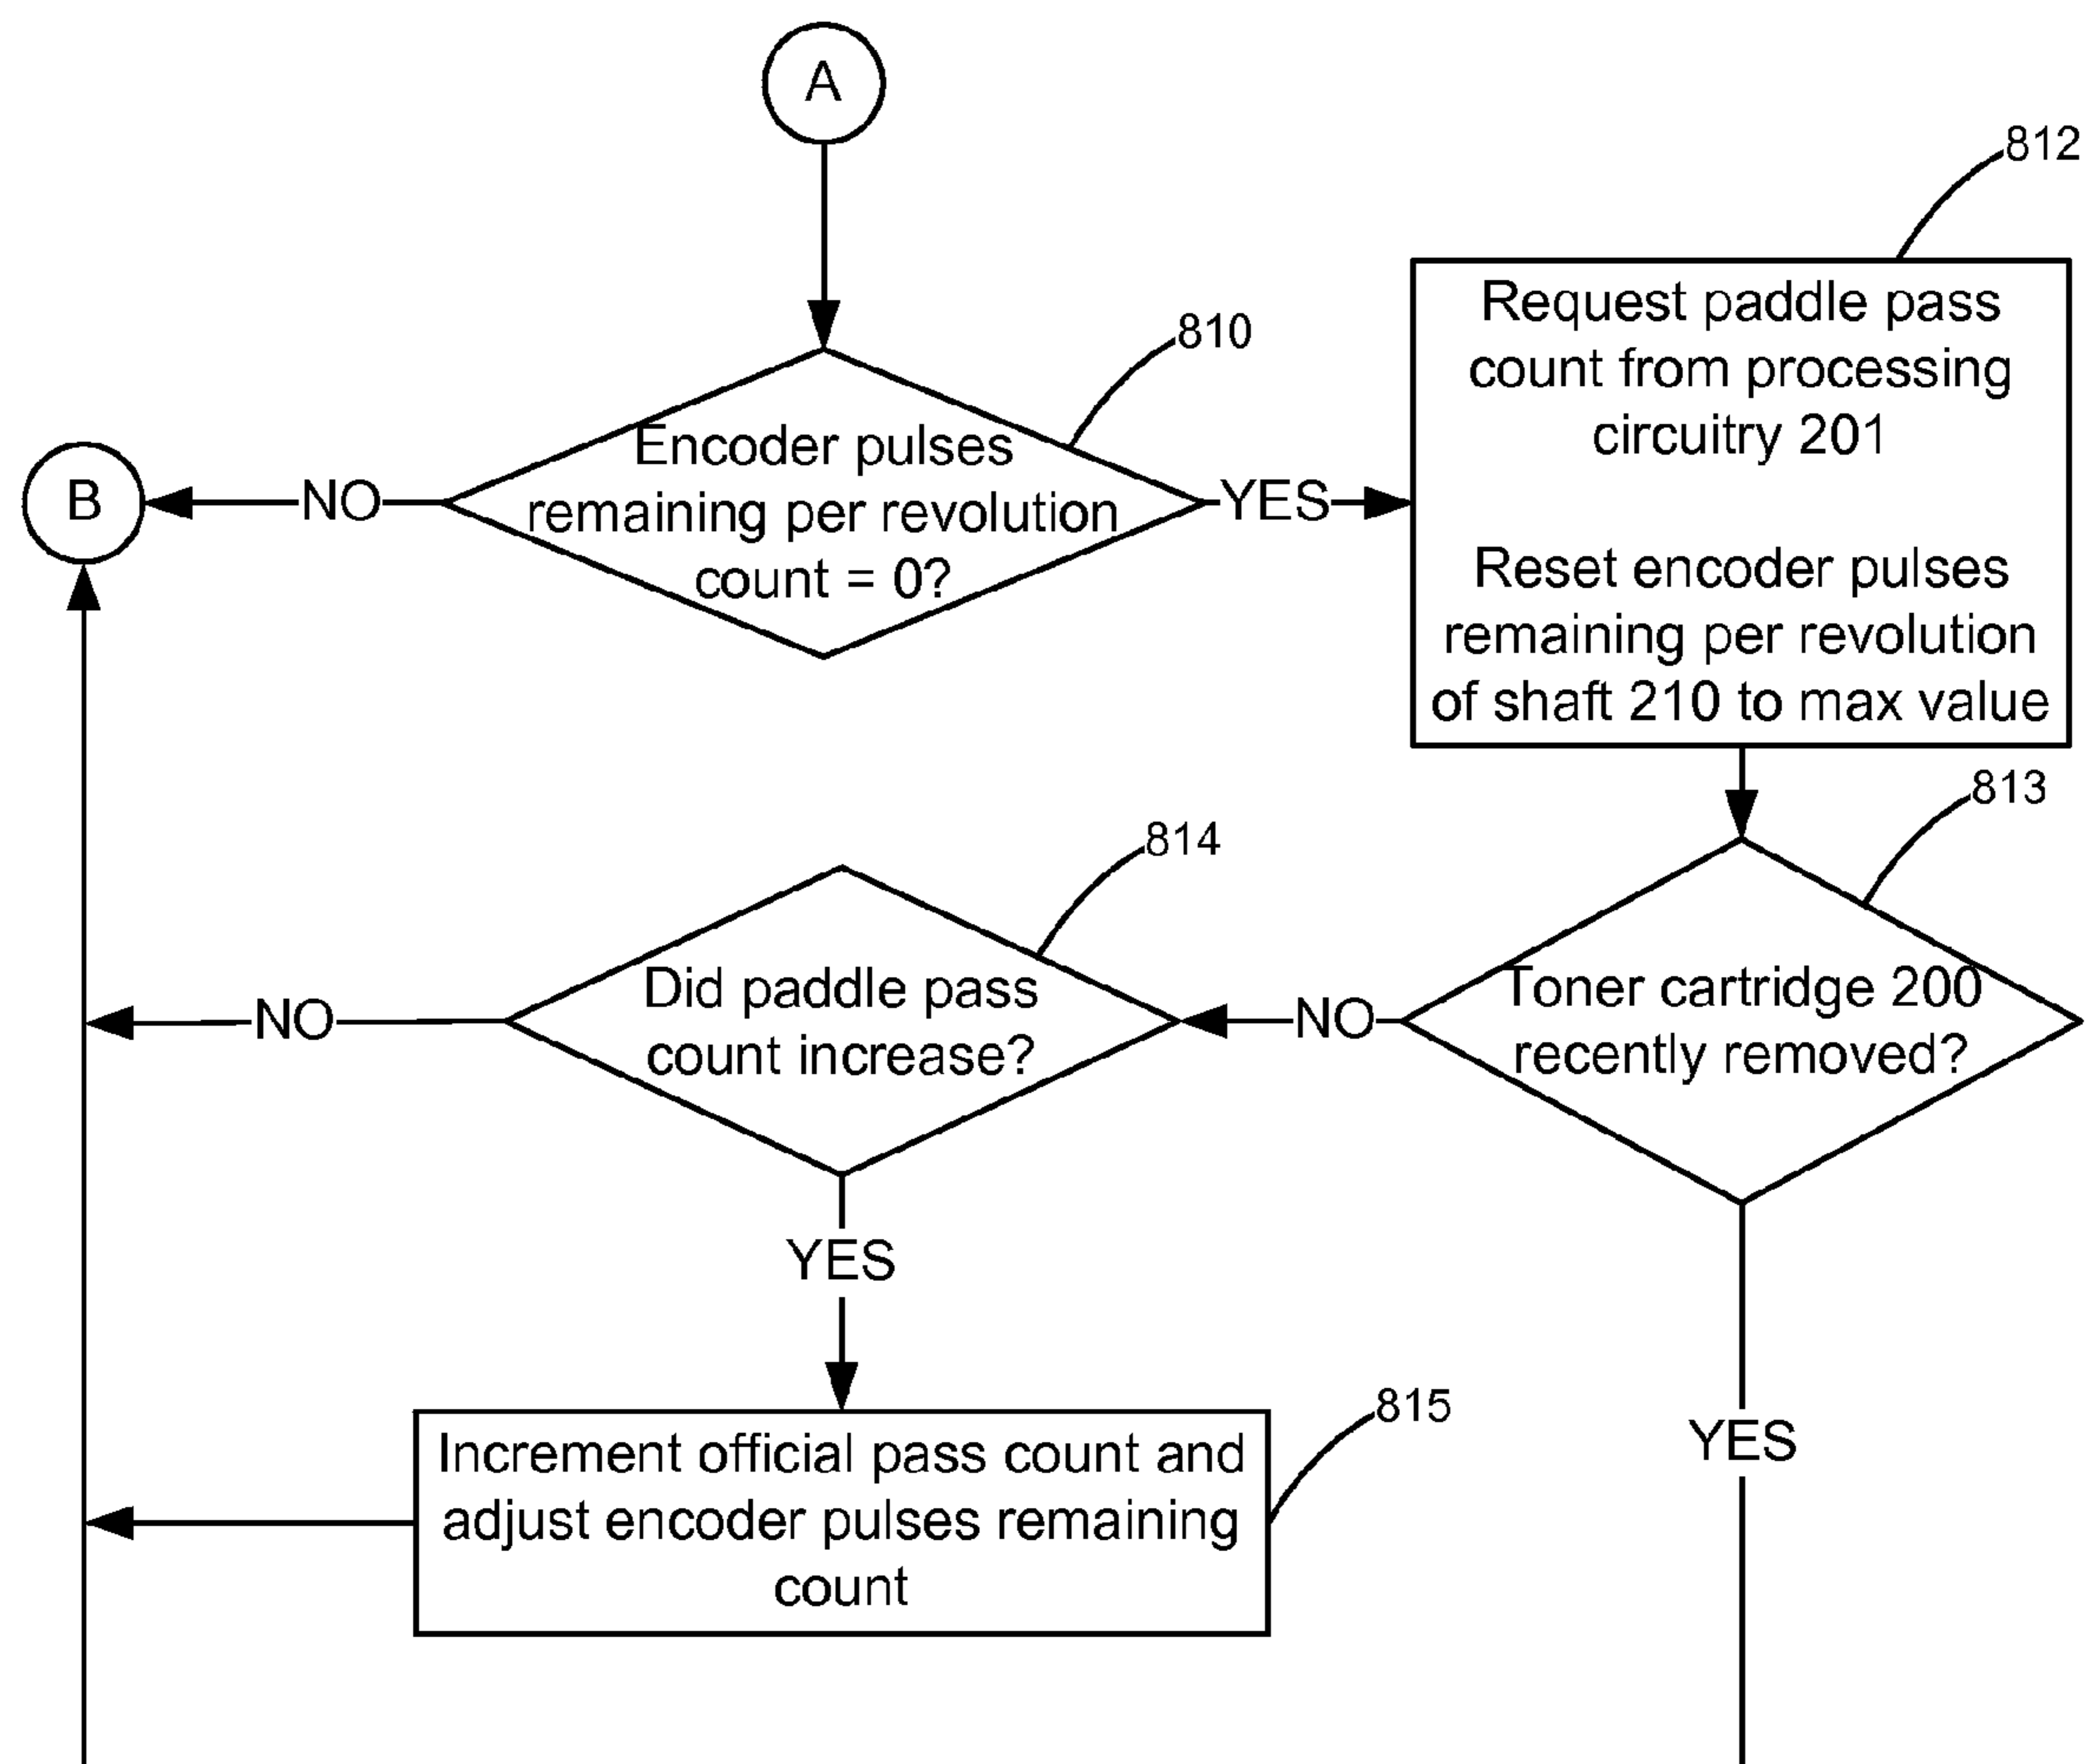 A
812
Request paddle pass
count from processing
circuitry 201
Reset encoder pulses
remaining per revolution
of shaft 210 to max value
810
Encoder pulses
remaining per revolution
count = 0?
YES
NO
B
813
Toner cartridge 200
recently removed?
NO
YES
814
Did paddle pass
count increase?
NO
YES
815
Increment official pass count and
adjust encoder pulses remaining
count